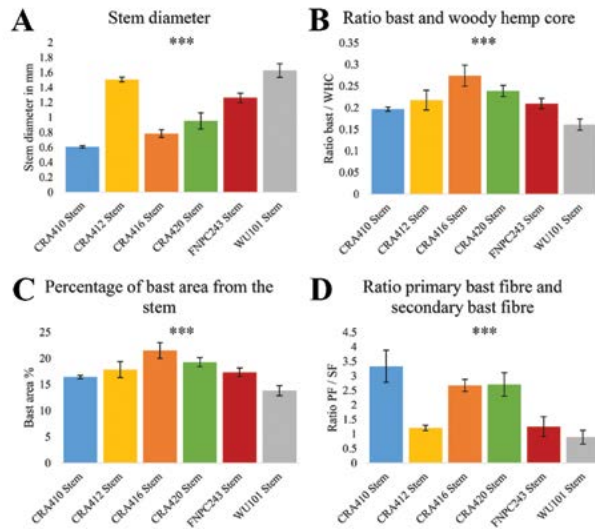 A
Stem diameter
***
Stem diameter in mm
1.8
1.6
1.4
1.2
1
0.8
0.6
0.4
0.2
0
CRA410 Stem
CRA412 Stem
CRA416 Stem
CRA420 Stem
FNPC243 Stem
WU101 Stem
B
Ratio bast and woody hemp core
***
Ratio bast / WHC
0.35
0.3
0.25
0.2
0.15
0.1
0.05
0
CRA410 Stem
CRA412 Stem
CRA416 Stem
CRA420 Stem
FNPC243 Stem
WU101 Stem
C
Percentage of bast area from the
stem
***
Bast area %
25
20
15
10
5
0
CRA410 Stem
CRA412 Stem
CRA416 Stem
CRA420 Stem
FNPC243 Stem
WU101 Stem
D
Ratio primary bast fibre and
secondary bast fibre
***
Ratio PF / SF
4.5
4
3.5
3
2.5
2
1.5
1
0.5
0
CRA410 Stem
CRA412 Stem
CRA416 Stem
CRA420 Stem
FNPC243 Stem
WU101 Stem